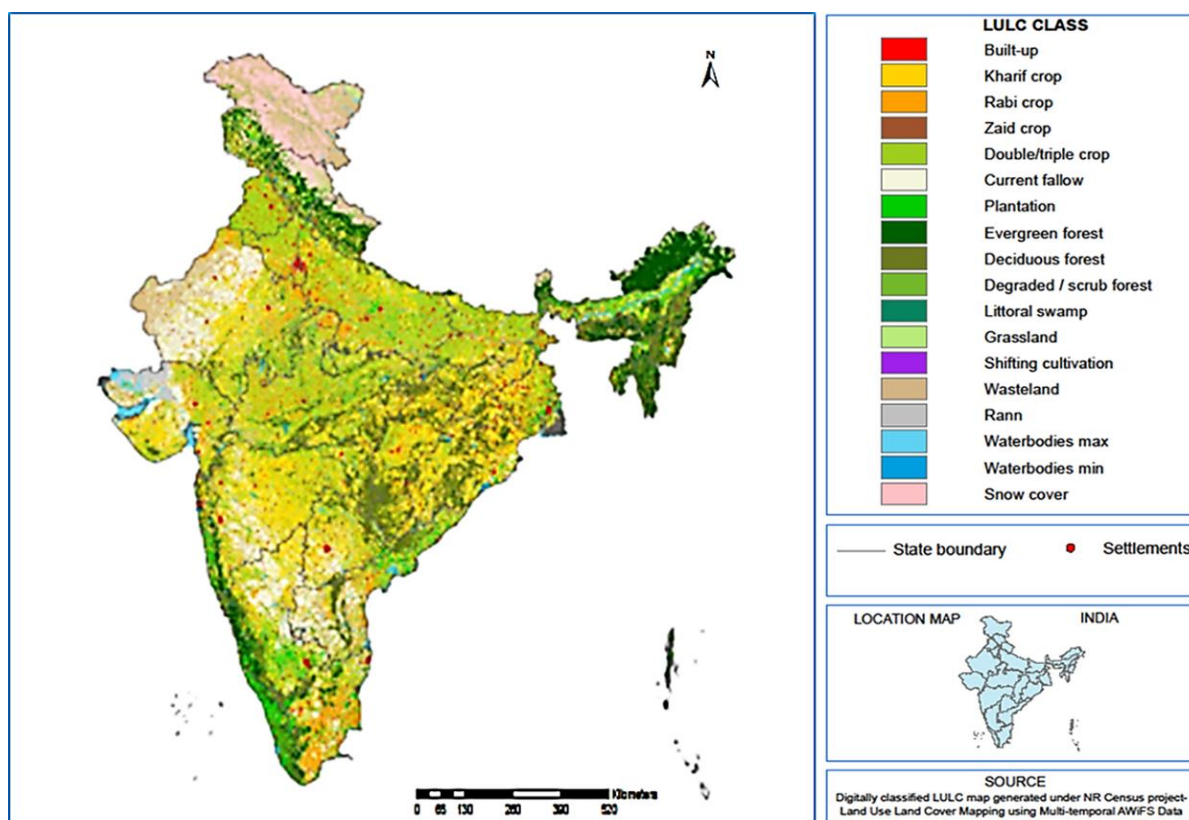 N
0 65 130 260 390 520
Kilometers
LULC CLASS
Built-up
Kharif crop
Rabi crop
Zaid crop
Double/triple crop
Current fallow
Plantation
Evergreen forest
Deciduous forest
Degraded / scrub forest
Littoral swamp
Grassland
Shifting cultivation
Wasteland
Rann
Waterbodies max
Waterbodies min
Snow cover
State boundary Settlements
LOCATION MAP INDIA
SOURCE
Digitally classified LULC map generated under NR Census project-
Land Use Land Cover Mapping using Multi-temporal AWiFS Data